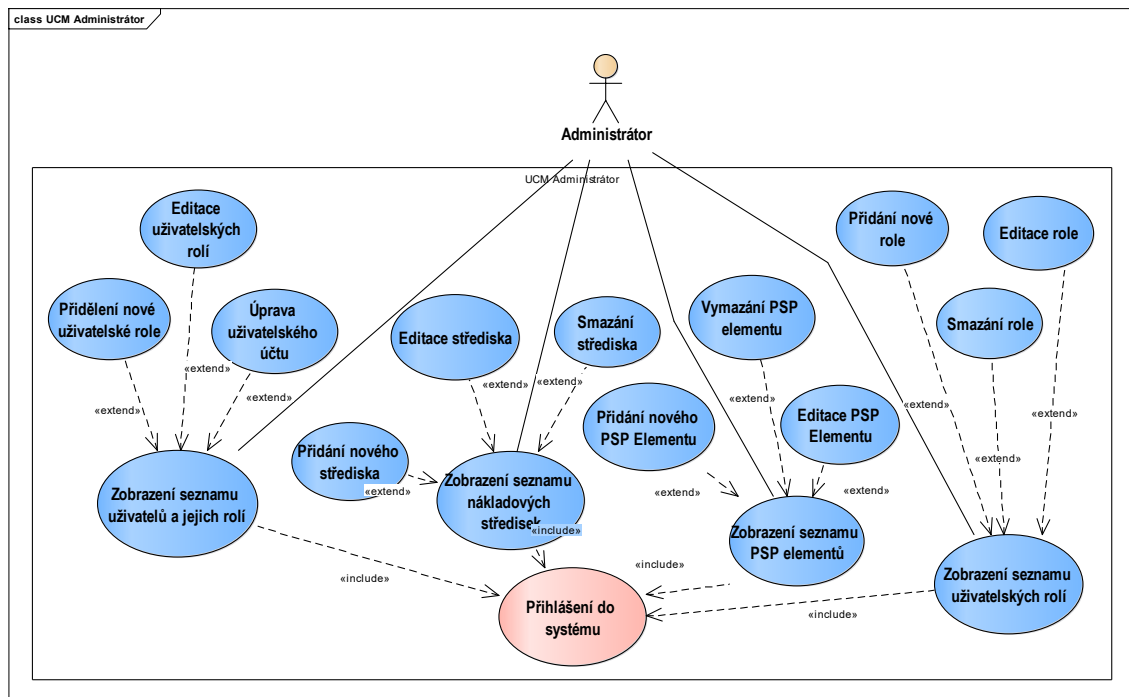 class UCM Administrátor
Administrátor
UCM Administrátor
Editace
uživatelských
rolí
Přidělení nové
uživatelské role
Úprava
uživatelského
účtu
«extend»
«extend»
«extend»
Zobrazení seznamu
uživatelů a jejich rolí
Editace střediska
Smazání
střediska
«extend»
«extend»
Přidání nového
střediska
«extend»
Zobrazení seznamu
nákladových
středisek
«include»
Vymazání PSP
elementu
«extend»
Přidání nového
PSP Elementu
Editace PSP
Elementu
«extend»
«extend»
Zobrazení seznamu
PSP elementů
Přidání nové
role
Editace role
Smazání role
«extend»
«extend»
«extend»
Zobrazení seznamu
uživatelských rolí
«include»
«include»
«include»
Přihlášení do
systému